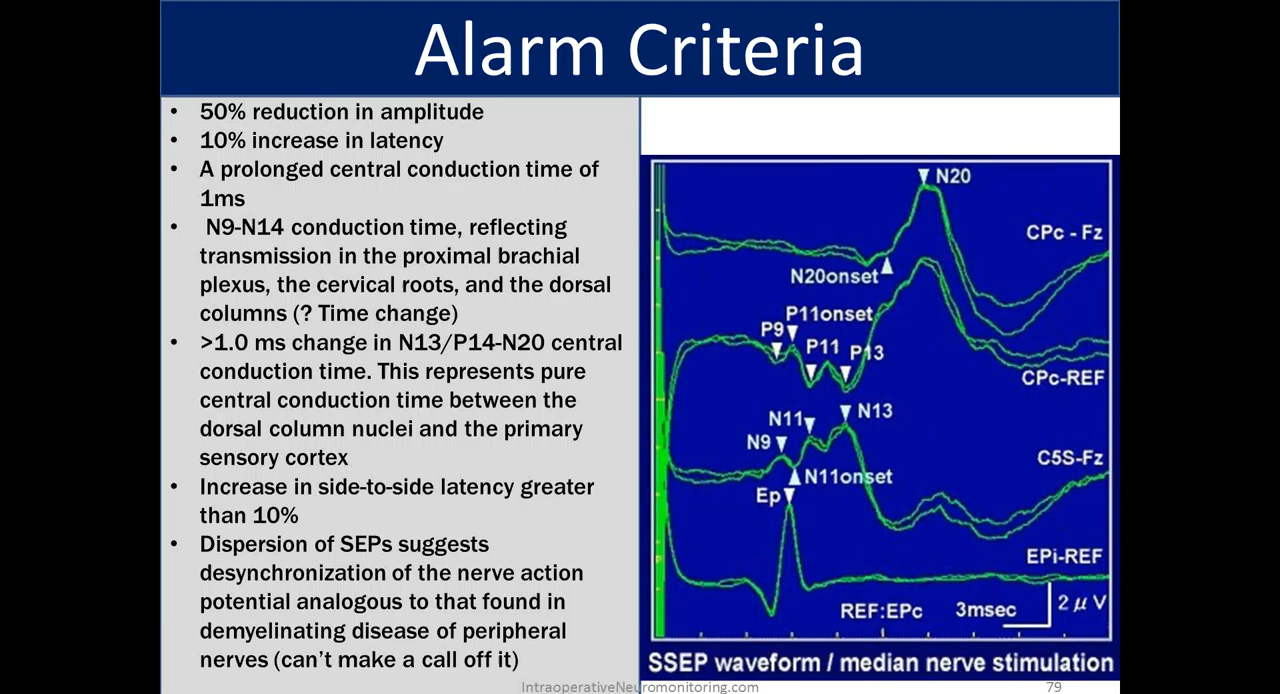 Alarm Criteria
• 50% reduction in amplitude
• 10% increase in latency
• A prolonged central conduction time of
1ms
• N9-N14 conduction time, reflecting
transmission in the proximal brachial
plexus, the cervical roots, and the dorsal
columns (? Time change)
• >1.0 ms change in N13/P14-N20 central
conduction time. This represents pure
central conduction time between the
dorsal column nuclei and the primary
sensory cortex
• Increase in side-to-side latency greater
than 10%
• Dispersion of SEPs suggests
desynchronization of the nerve action
potential analogous to that found in
demyelinating disease of peripheral
nerves (can't make a call off it)
N20
CPc - Fz
N20onset
P11onset
P9
P11 P13
CPc-REF
N11 N13
N9
C5S-Fz
N11onset
Ep
EPi-REF
REF:EPc 3msec 2 μV
SSEP waveform / median nerve stimulation
IntraoperativeNeuromonitoring.com
79